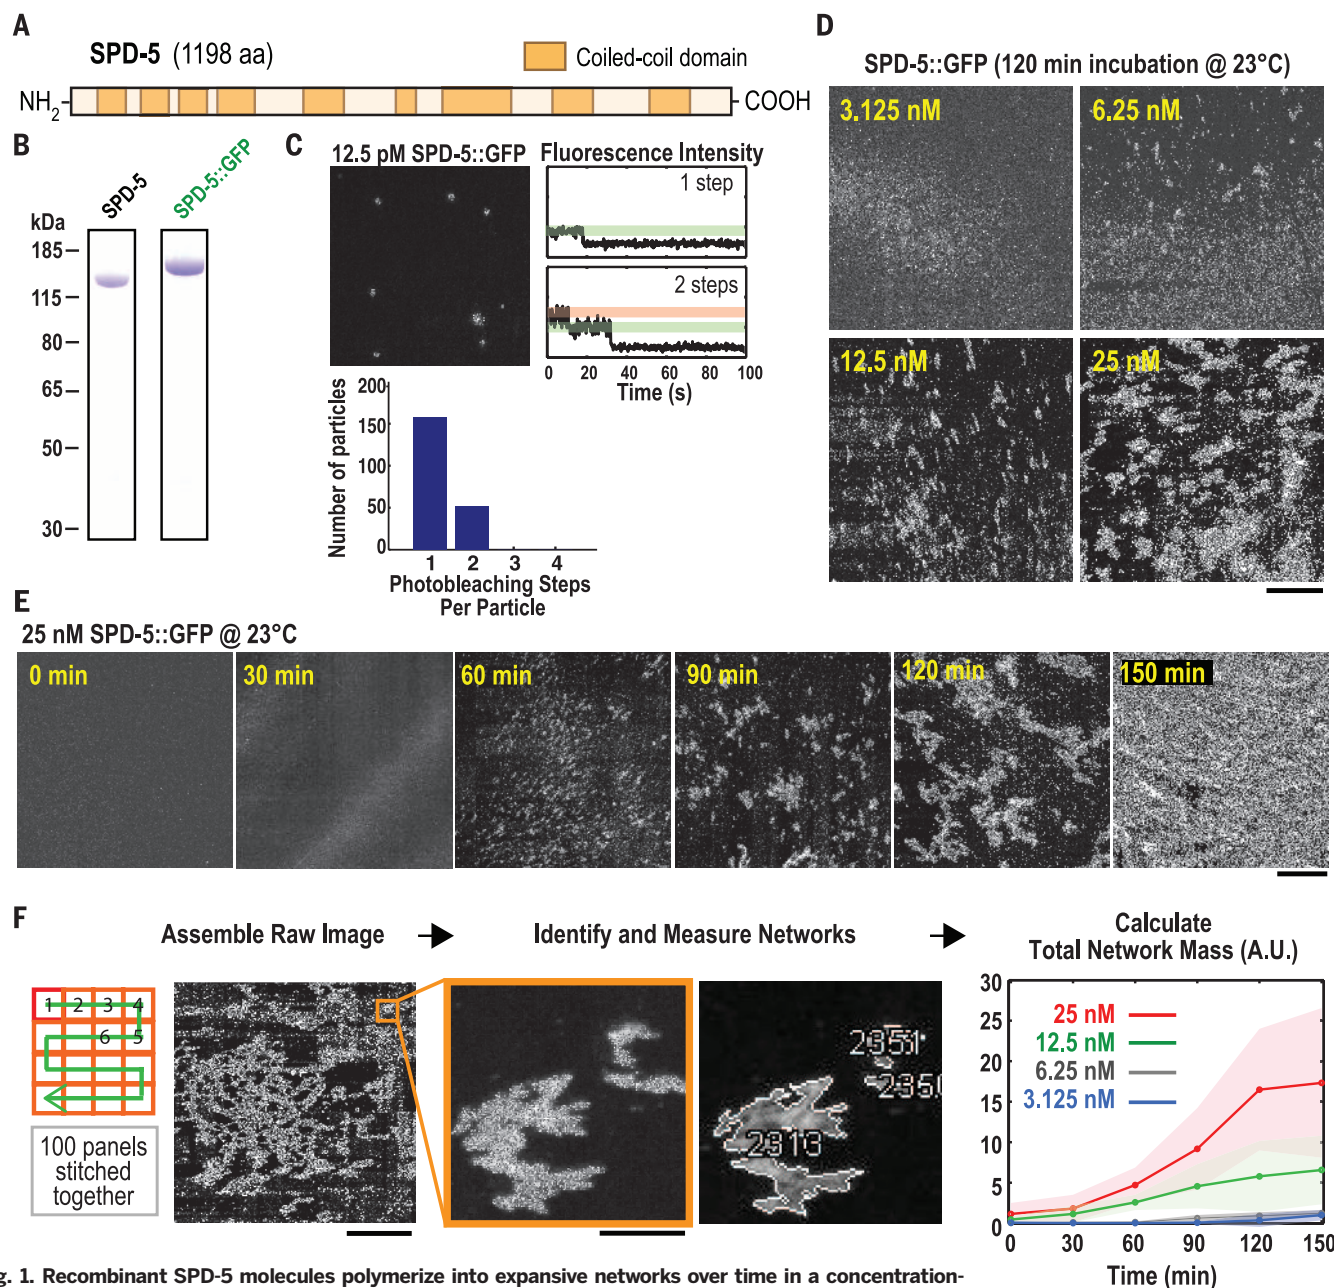 A
SPD-5 (1198 aa)
Coiled-coil domain
NH2
COOH
B
SPD-5
SPD-5::GFP
kDa
185
115
80
65
50
30
C
12.5 pM SPD-5::GFP
Fluorescence Intensity
1 step
2 steps
0 20 40 60 80 100
Time (s)
Number of particles
200
150
100
50
0
1 2 3 4
Photobleaching Steps
Per Particle
D
SPD-5::GFP (120 min incubation @ 23°C)
3.125 nM
6.25 nM
12.5 nM
25 nM
E
25 nM SPD-5::GFP @ 23°C
0 min
30 min
60 min
90 min
120 min
150 min
F
Assemble Raw Image
Identify and Measure Networks
Calculate
Total Network Mass (A.U.)
1 2 3 4
6 5
100 panels
stitched
together
2351
2313
30
25
20
15
10
5
0
25 nM
12.5 nM
6.25 nM
3.125 nM
0 30 60 90 120 150
Time (min)
g. 1. Recombinant SPD-5 molecules polymerize into expansive networks over time in a concentration-